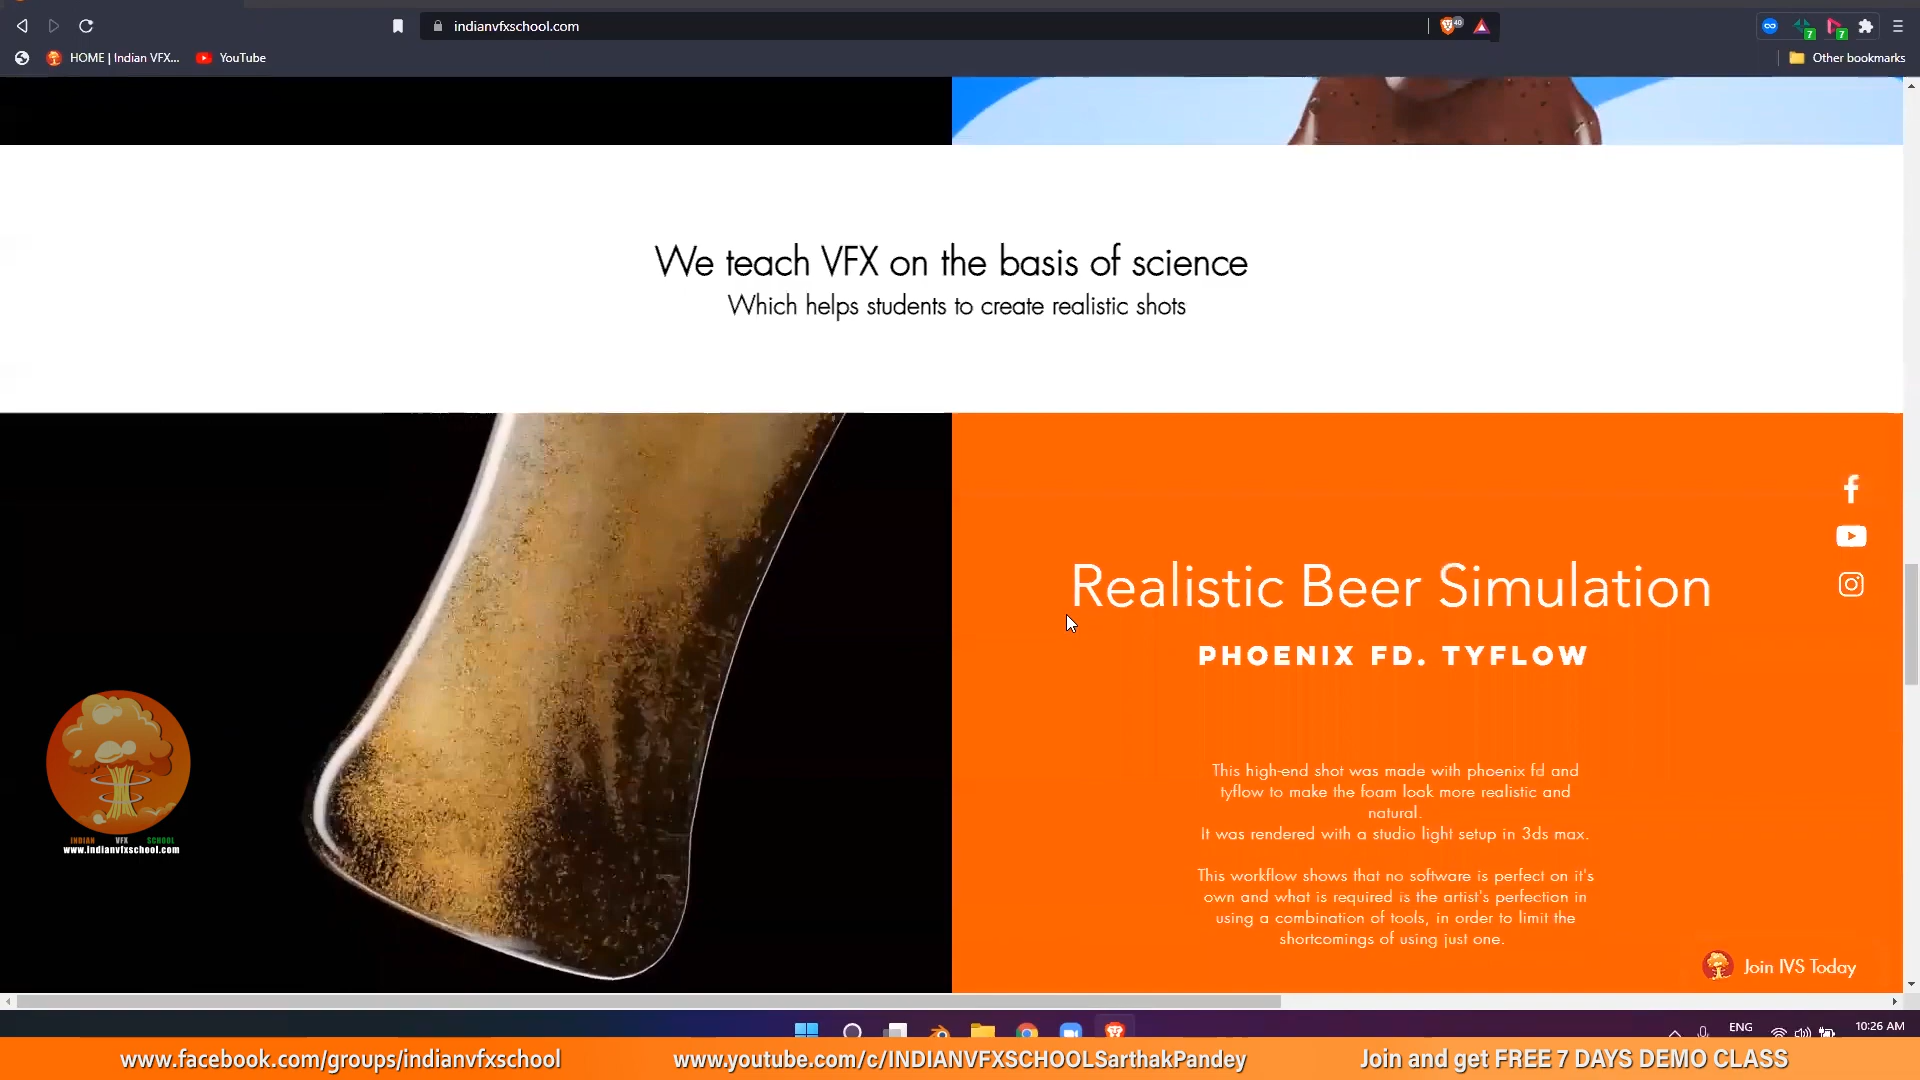 indianvfxschool.com
40
7
7
HOME | Indian VFX...
YouTube
Other bookmarks
We teach VFX on the basis of science
Which helps students to create realistic shots
Realistic Beer Simulation
PHOENIX FD. TYFLOW
This high-end shot was made with phoenix fd and
tyflow to make the foam look more realistic and
natural.
It was rendered with a studio light setup in 3ds max.
This workflow shows that no software is perfect on it's
own and what is required is the artist's perfection in
using a combination of tools, in order to limit the
shortcomings of using just one.
INDIAN VFX SCHOOL
www.indianvfxschool.com
Join IVS Today
ENG
10:26 AM
www.facebook.com/groups/indianvfxschool
www.youtube.com/c/INDIANVFXSCHOOLSarthakPandey
Join and get FREE 7 DAYS DEMO CLASS